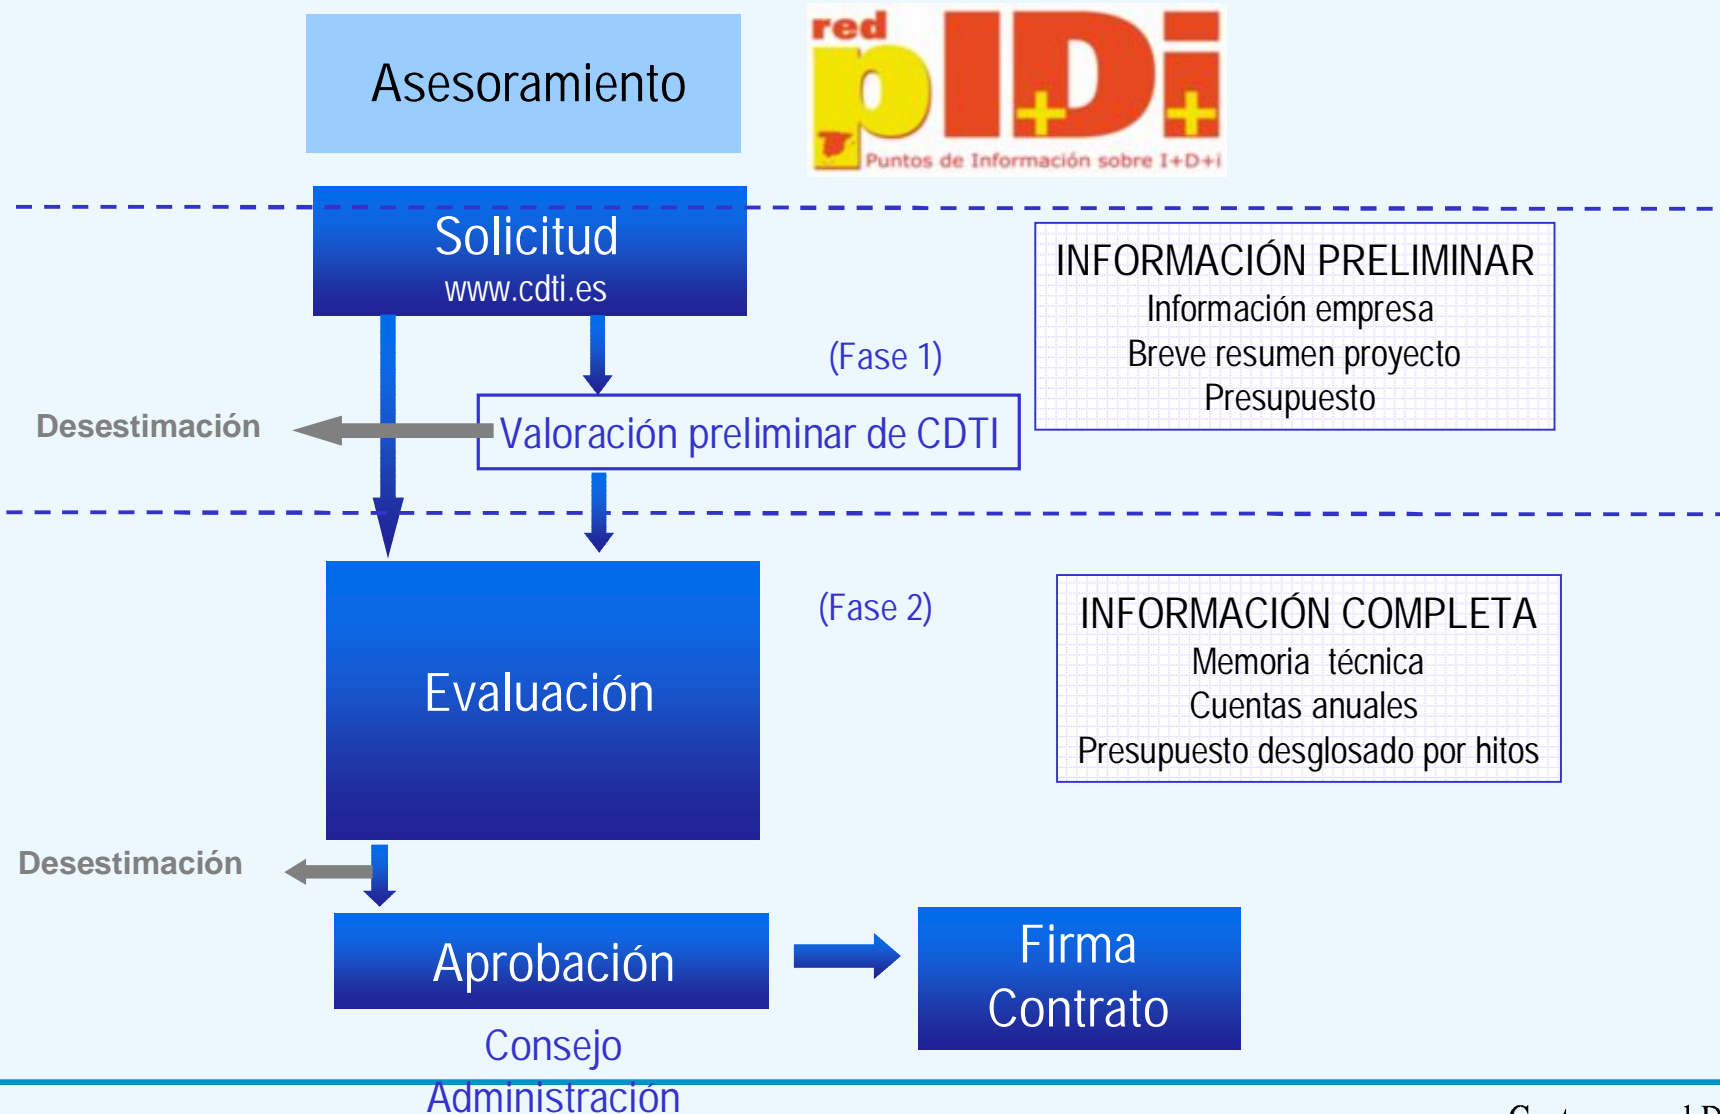 Asesoramiento
red
pI+D+i
Puntos de Información sobre I+D+i
Solicitud
www.cdti.es
INFORMACIÓN PRELIMINAR
Información empresa
Breve resumen proyecto
Presupuesto
(Fase 1)
Desestimación
Valoración preliminar de CDTI
(Fase 2)
Evaluación
INFORMACIÓN COMPLETA
Memoria técnica
Cuentas anuales
Presupuesto desglosado por hitos
Desestimación
Aprobación
Firma
Contrato
Consejo
Administración